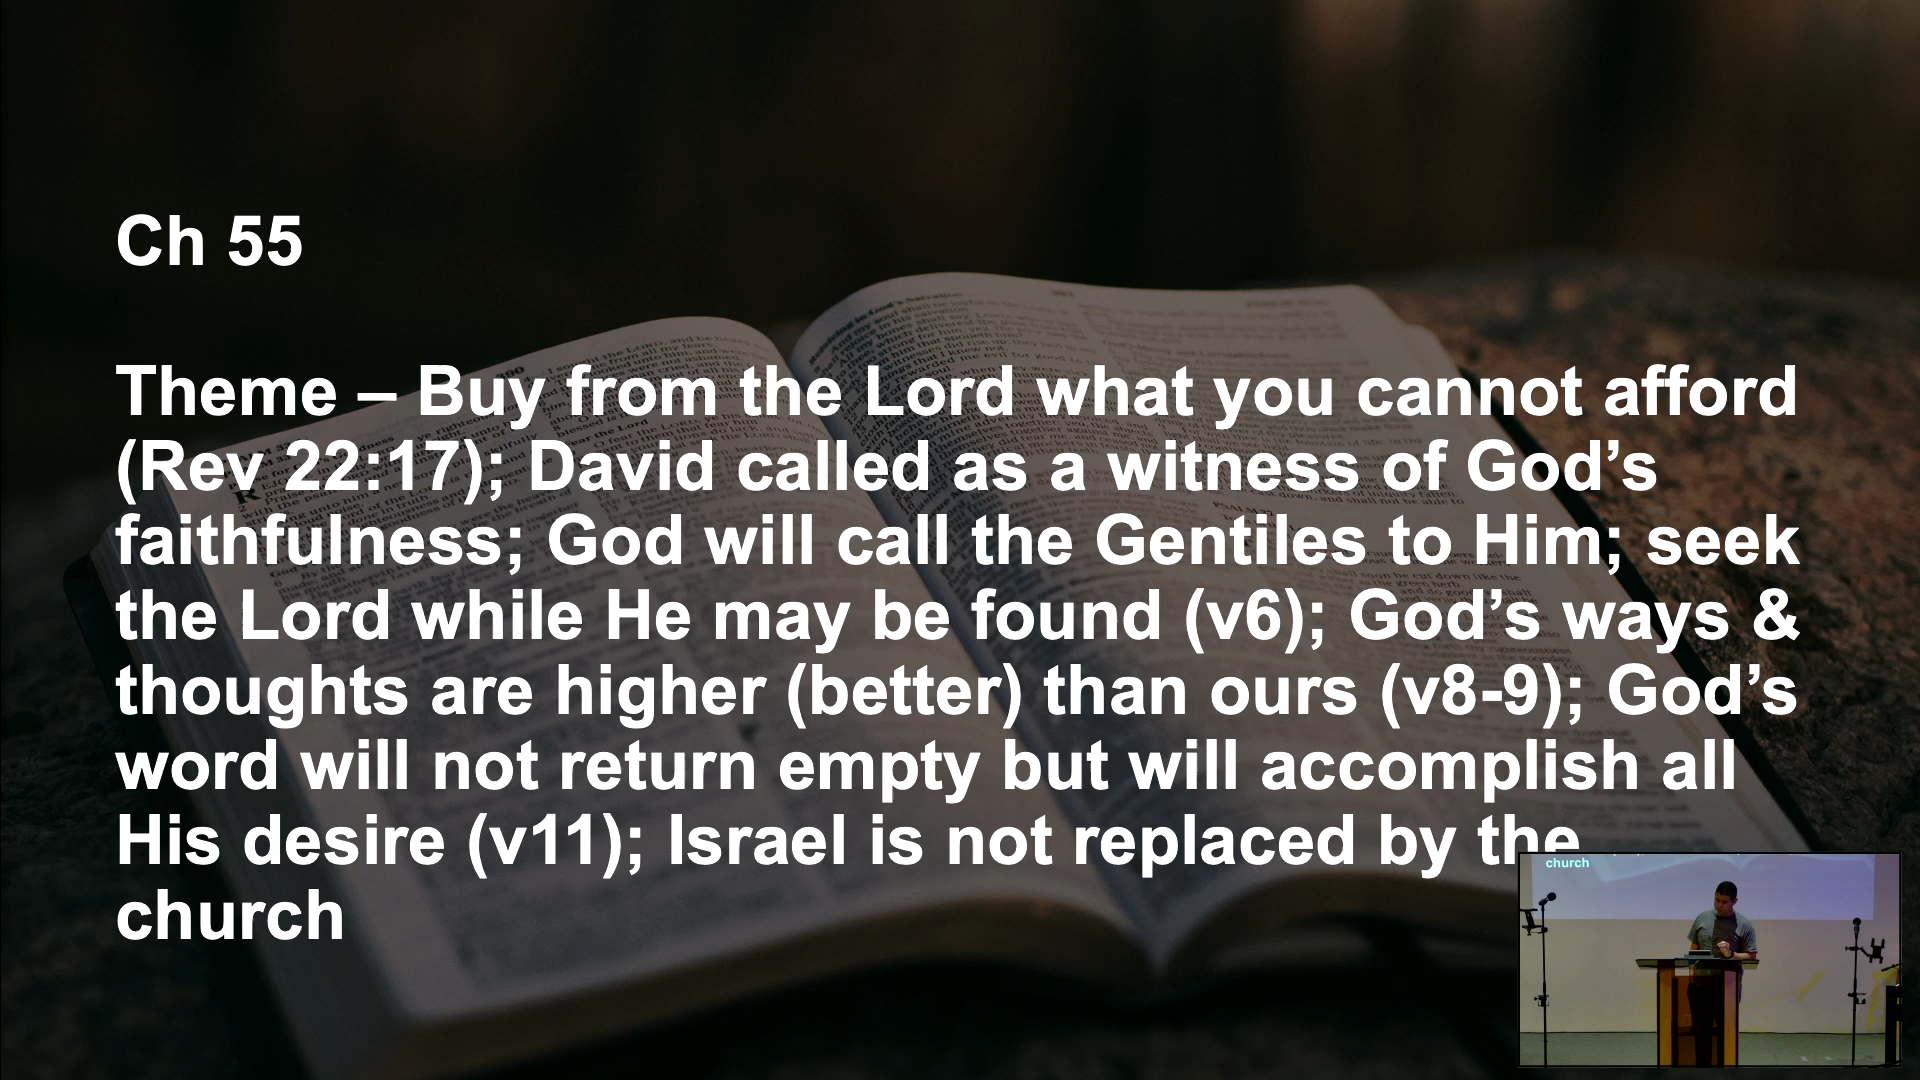 Ch 55
Theme – Buy from the Lord what you cannot afford
(Rev 22:17); David called as a witness of God’s
faithfulness; God will call the Gentiles to Him; seek
the Lord while He may be found (v6); God’s ways &
thoughts are higher (better) than ours (v8-9); God’s
word will not return empty but will accomplish all
His desire (v11); Israel is not replaced by the
church
church